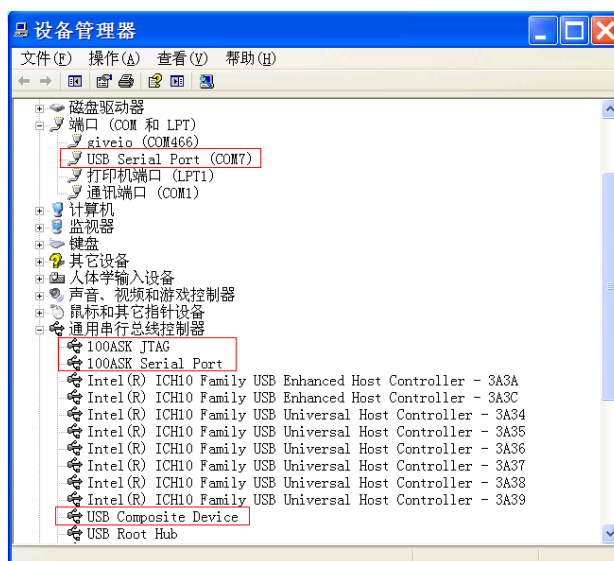 设备管理器
文件(F) 操作(A) 查看(V) 帮助(H)
磁盘驱动器
端口 (COM 和 LPT)
giveio (COM466)
USB Serial Port (COM7)
打印机端口 (LPT1)
通讯端口 (COM1)
计算机
监视器
键盘
其它设备
人体学输入设备
声音、视频和游戏控制器
鼠标和其它指针设备
通用串行总线控制器
100ASK JTAG
100ASK Serial Port
Intel(R) ICH10 Family USB Enhanced Host Controller - 3A3A
Intel(R) ICH10 Family USB Enhanced Host Controller - 3A3C
Intel(R) ICH10 Family USB Universal Host Controller - 3A34
Intel(R) ICH10 Family USB Universal Host Controller - 3A35
Intel(R) ICH10 Family USB Universal Host Controller - 3A36
Intel(R) ICH10 Family USB Universal Host Controller - 3A37
Intel(R) ICH10 Family USB Universal Host Controller - 3A38
Intel(R) ICH10 Family USB Universal Host Controller - 3A39
USB Composite Device
USB Root Hub